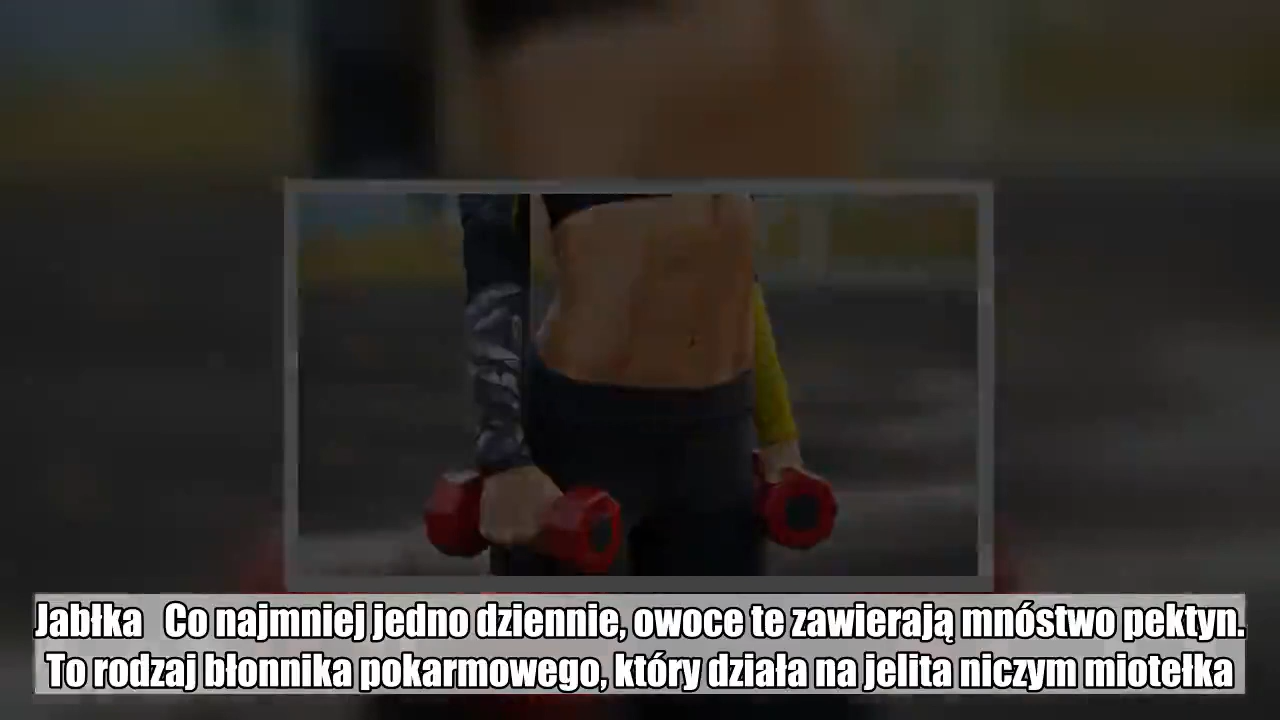 Jabłka Co najmniej jedno dziennie, owoce te zawierają mnóstwo pektyn.
To rodzaj błonnika pokarmowego, który działa na jelita niczym miotełka